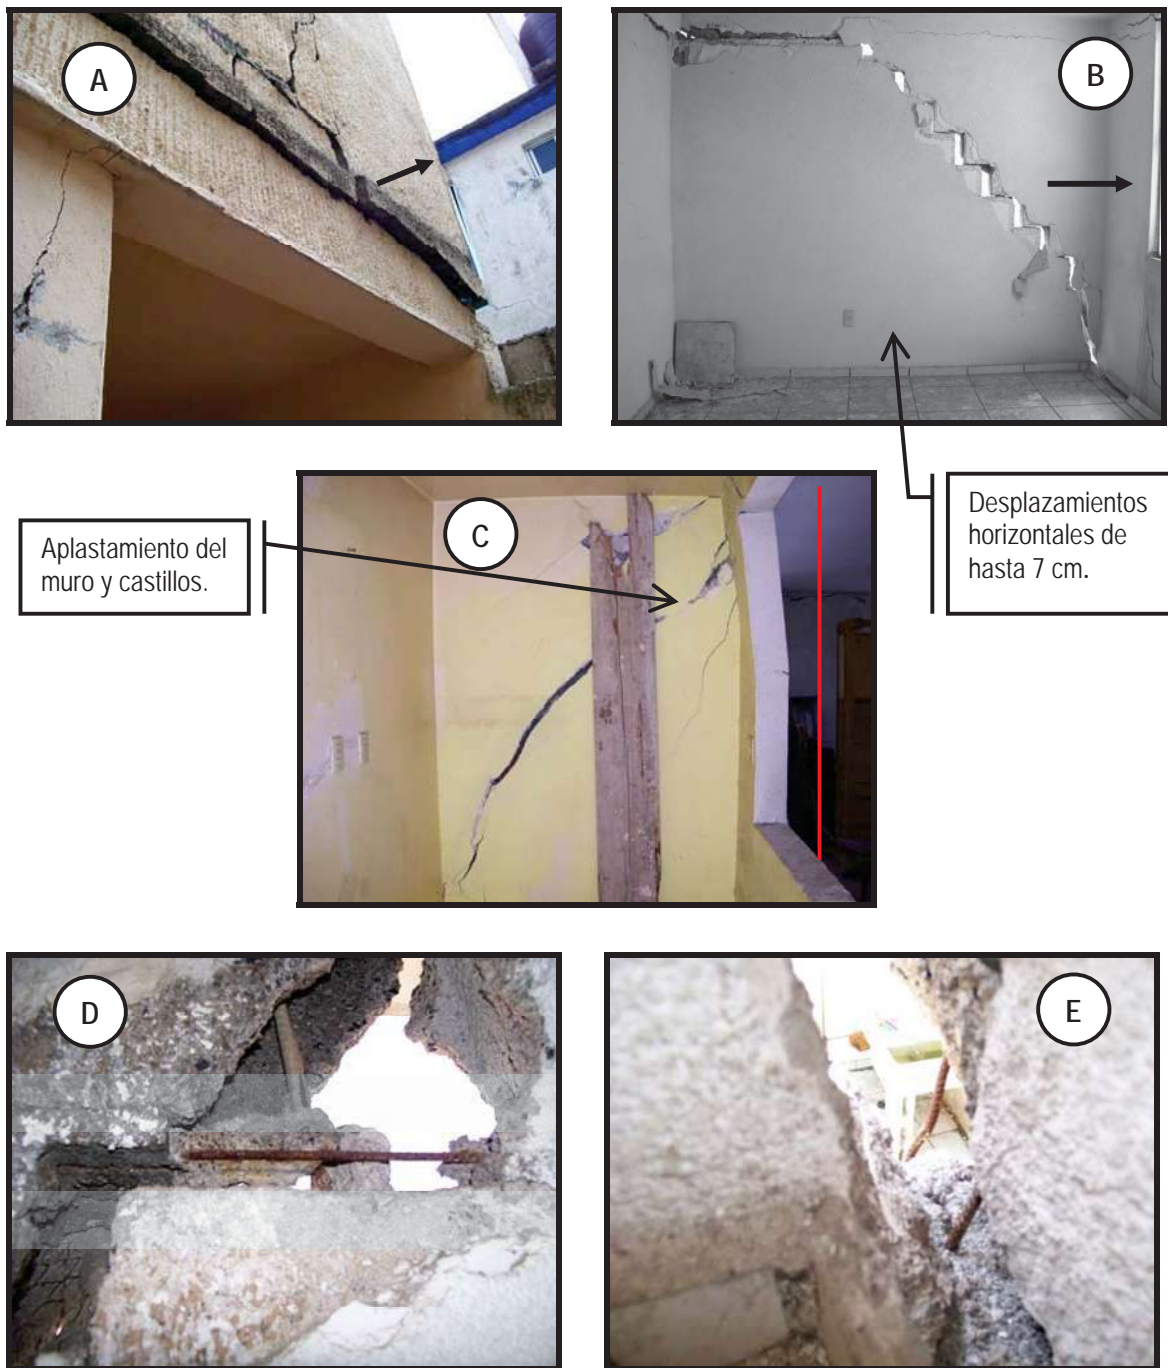 A
B
Aplastamiento del
muro y castillos.
C
Desplazamientos
horizontales de
hasta 7 cm.
D
E